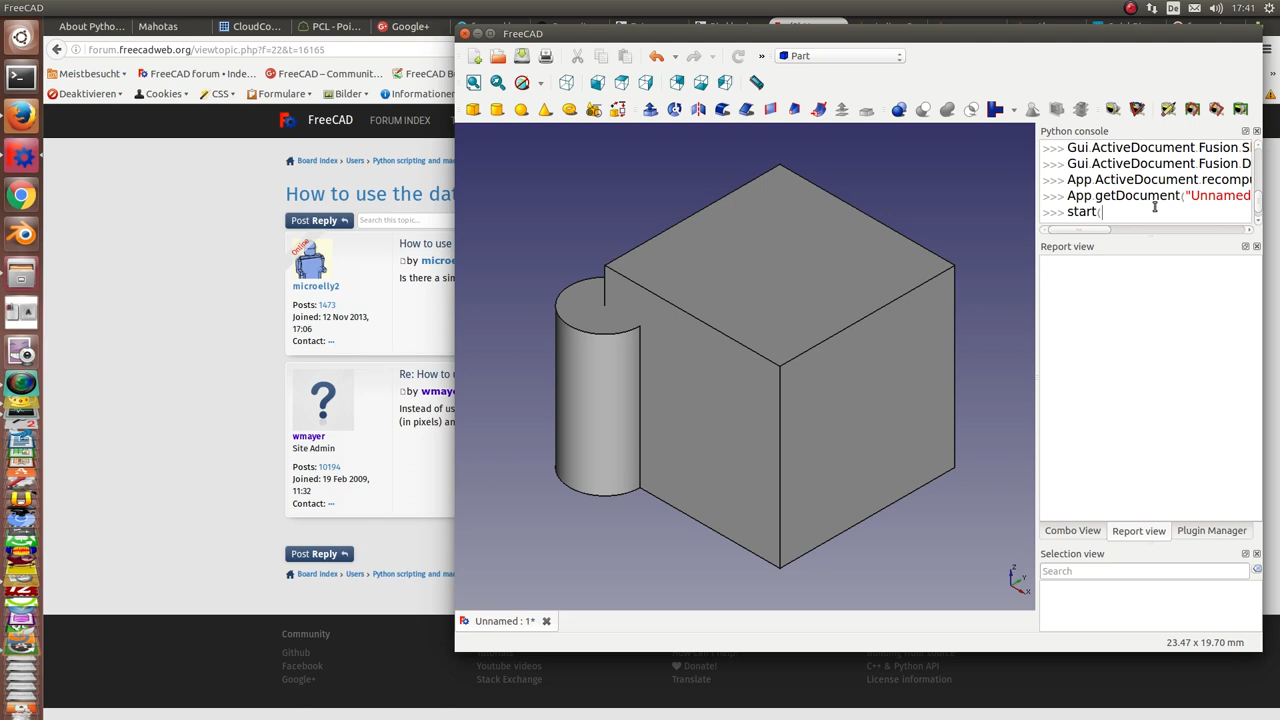 FreeCAD
De
17:41
About Pytho...
Mahotas
CloudCo...
PCL - Poi...
Google+
forum.freecadweb.org/viewtopic.php?f=22&t=16165
Meistbesucht
FreeCAD forum • Inde...
FreeCAD – Communit...
FreeCAD B
Deaktivieren
Cookies
CSS
Formulare
Bilder
Informationen
FreeCAD
FORUM INDEX
Board index
Users
Python scripting and ma
How to use the dat
Post Reply
Search this topic...
Online
microelly2
Posts: 1473
Joined: 12 Nov 2013,
17:06
Contact:
How to use
by microe
Is there a sim
wmayer
Site Admin
Posts: 10194
Joined: 19 Feb 2009,
11:32
Contact:
Re: How to u
by wmaye
Instead of us
(in pixels) an
Post Reply
Board index
Users
Python scripting and ma
Community
Github
Facebook
Google+
Youtube videos
Stack Exchange
Donate!
Translate
C++ & Python API
License information
FreeCAD
Part
Python console
>>> Gui.ActiveDocument.Fusion.S
>>> Gui.ActiveDocument.Fusion.D
>>> App.ActiveDocument.recompu
>>> App.getDocument("Unnamed
>>> start(
Report view
Combo View
Report view
Plugin Manager
Selection view
Search
Z
Y
X
Unnamed : 1*
23.47 x 19.70 mm